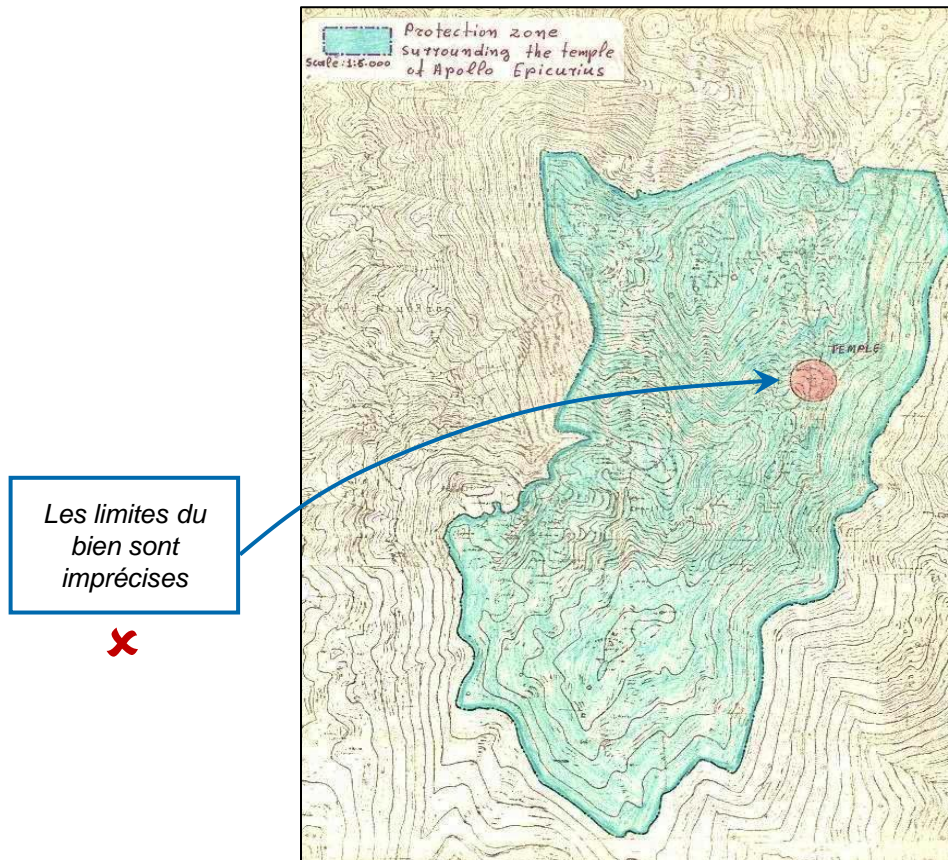 Protection zone
surrounding the temple
Scale:1:5.000
of Apollo Epicurius
TEMPLE
Les limites du
bien sont
imprécises
✘